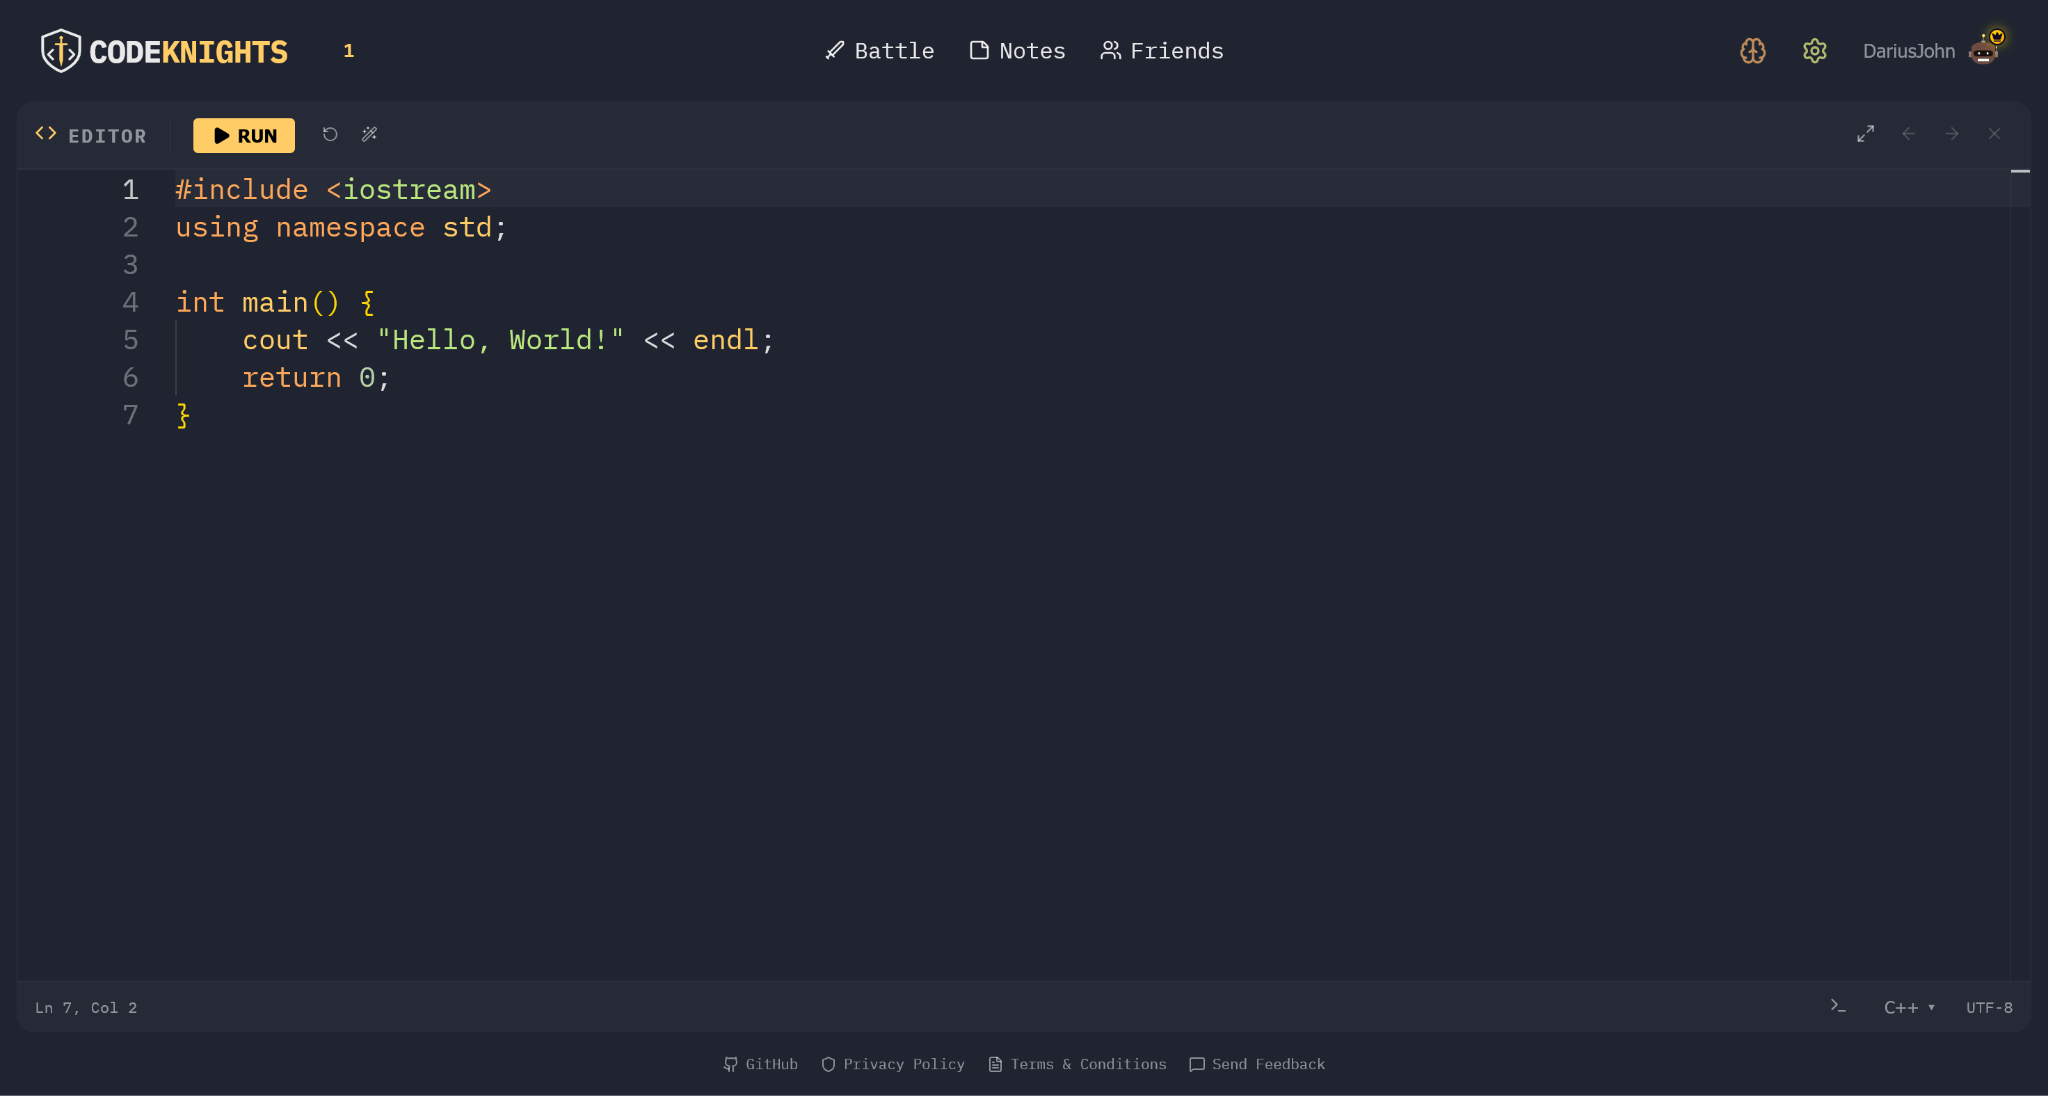 CODEKNIGHTS 1 Battle Notes Friends DariusJohn
EDITOR RUN
1 #include <iostream>
2 using namespace std;
3
4 int main() {
5     cout << "Hello, World!" << endl;
6     return 0;
7 }
Ln 7, Col 2 C++ UTF-8
GitHub Privacy Policy Terms & Conditions Send Feedback